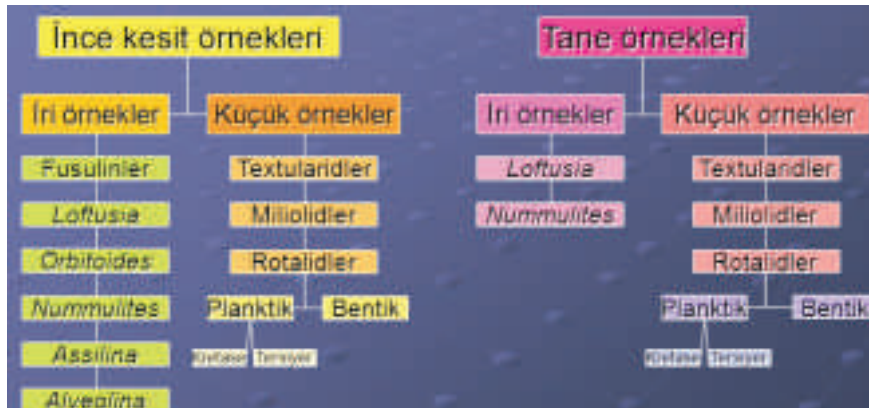 İnce kesit örnekleri
İri örnekler
Küçük örnekler
Fusulinler
Loftusia
Orbitoides
Nummulites
Assilina
Alveolina
Textularidler
Miliolidler
Rotalidler
Planktik
Bentik
Kretase
Tersiyer
Tane örnekleri
İri örnekler
Küçük örnekler
Loftusia
Nummulites
Textularidler
Miliolidler
Rotalidler
Planktik
Bentik
Kretase
Tersiyer